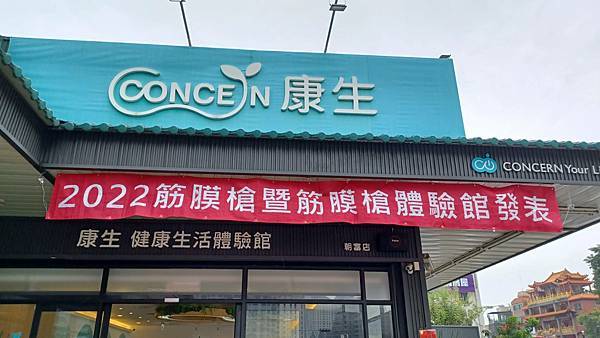 CONCERN 康生
CONCERN Your Li
2022筋膜槍暨筋膜槍體驗館發表
康生 健康生活體驗館
朝富店